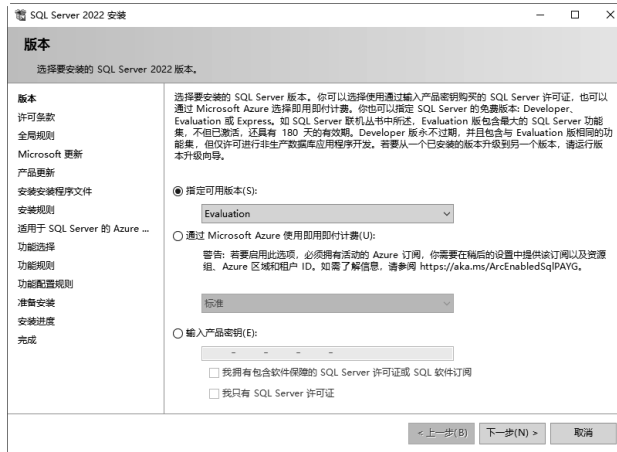 SQL Server 2022 安装
版本
选择要安装的 SQL Server 2022 版本。
版本
许可条款
全局规则
Microsoft 更新
产品更新
安装安装程序文件
安装规则
适用于 SQL Server 的 Azure ...
功能选择
功能规则
功能配置规则
准备安装
安装进度
完成
选择要安装的 SQL Server 版本。你可以选择使用通过输入产品密钥购买的 SQL Server 许可证，也可以
通过 Microsoft Azure 选择即用即付计费。你也可以指定 SQL Server 的免费版本: Developer、
Evaluation 或 Express。如 SQL Server 联机丛书中所述，Evaluation 版包含最大的 SQL Server 功能
集，不但已激活，还具有 180 天的有效期。Developer 版永不过期，并且包含与 Evaluation 版相同的功
能集，但仅许可进行非生产数据库应用程序开发。若要从一个已安装的版本升级到另一个版本，请运行版
本升级向导。
指定可用版本(S):
Evaluation
通过 Microsoft Azure 使用即用即付计费(U):
警告: 若要启用此选项，必须拥有活动的 Azure 订阅，你需要在稍后的设置中提供该订阅以及资源
组、Azure 区域和租户 ID。如需了解信息，请参阅 https://aka.ms/ArcEnabledSqlPAYG。
标准
输入产品密钥(E):
- - - -
我拥有包含软件保障的 SQL Server 许可证或 SQL 软件订阅
我只有 SQL Server 许可证
< 上一步(B)
下一步(N) >
取消